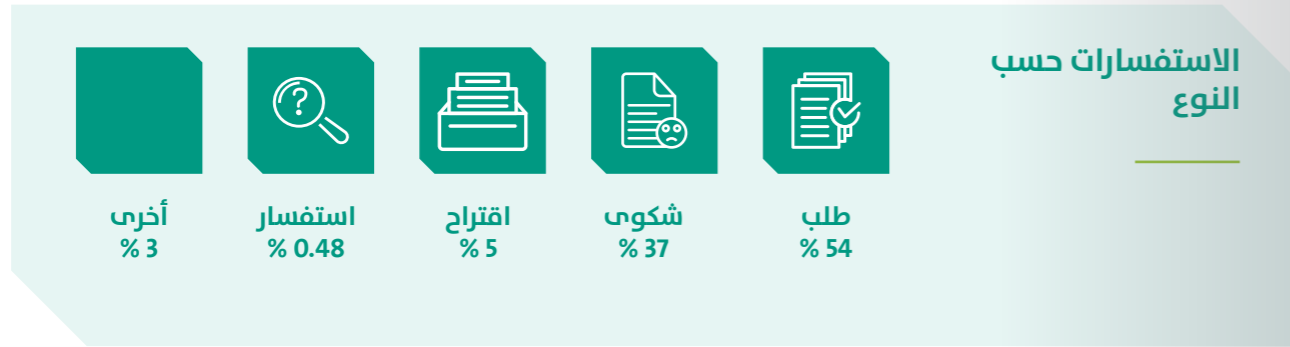 الاستفسارات حسب
النوع
طلب
% 54
شكوى
% 37
اقتراح
% 5
استفسار
% 0.48
أخرى
% 3